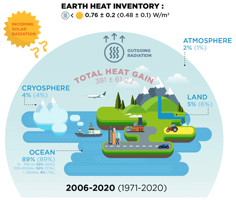 EARTH HEAT INVENTORY :
0.76 ± 0.2 (0.48 ± 0.1) W/m²
INCOMING
SOLAR
RADIATION
OUTGOING
RADIATION
ATMOSPHERE
2% (1%)
TOTAL HEAT GAIN
CRYOSPHERE
4% (4%)
LAND
5% (6%)
OCEAN
89% (89%)
2006-2020 (1971-2020)